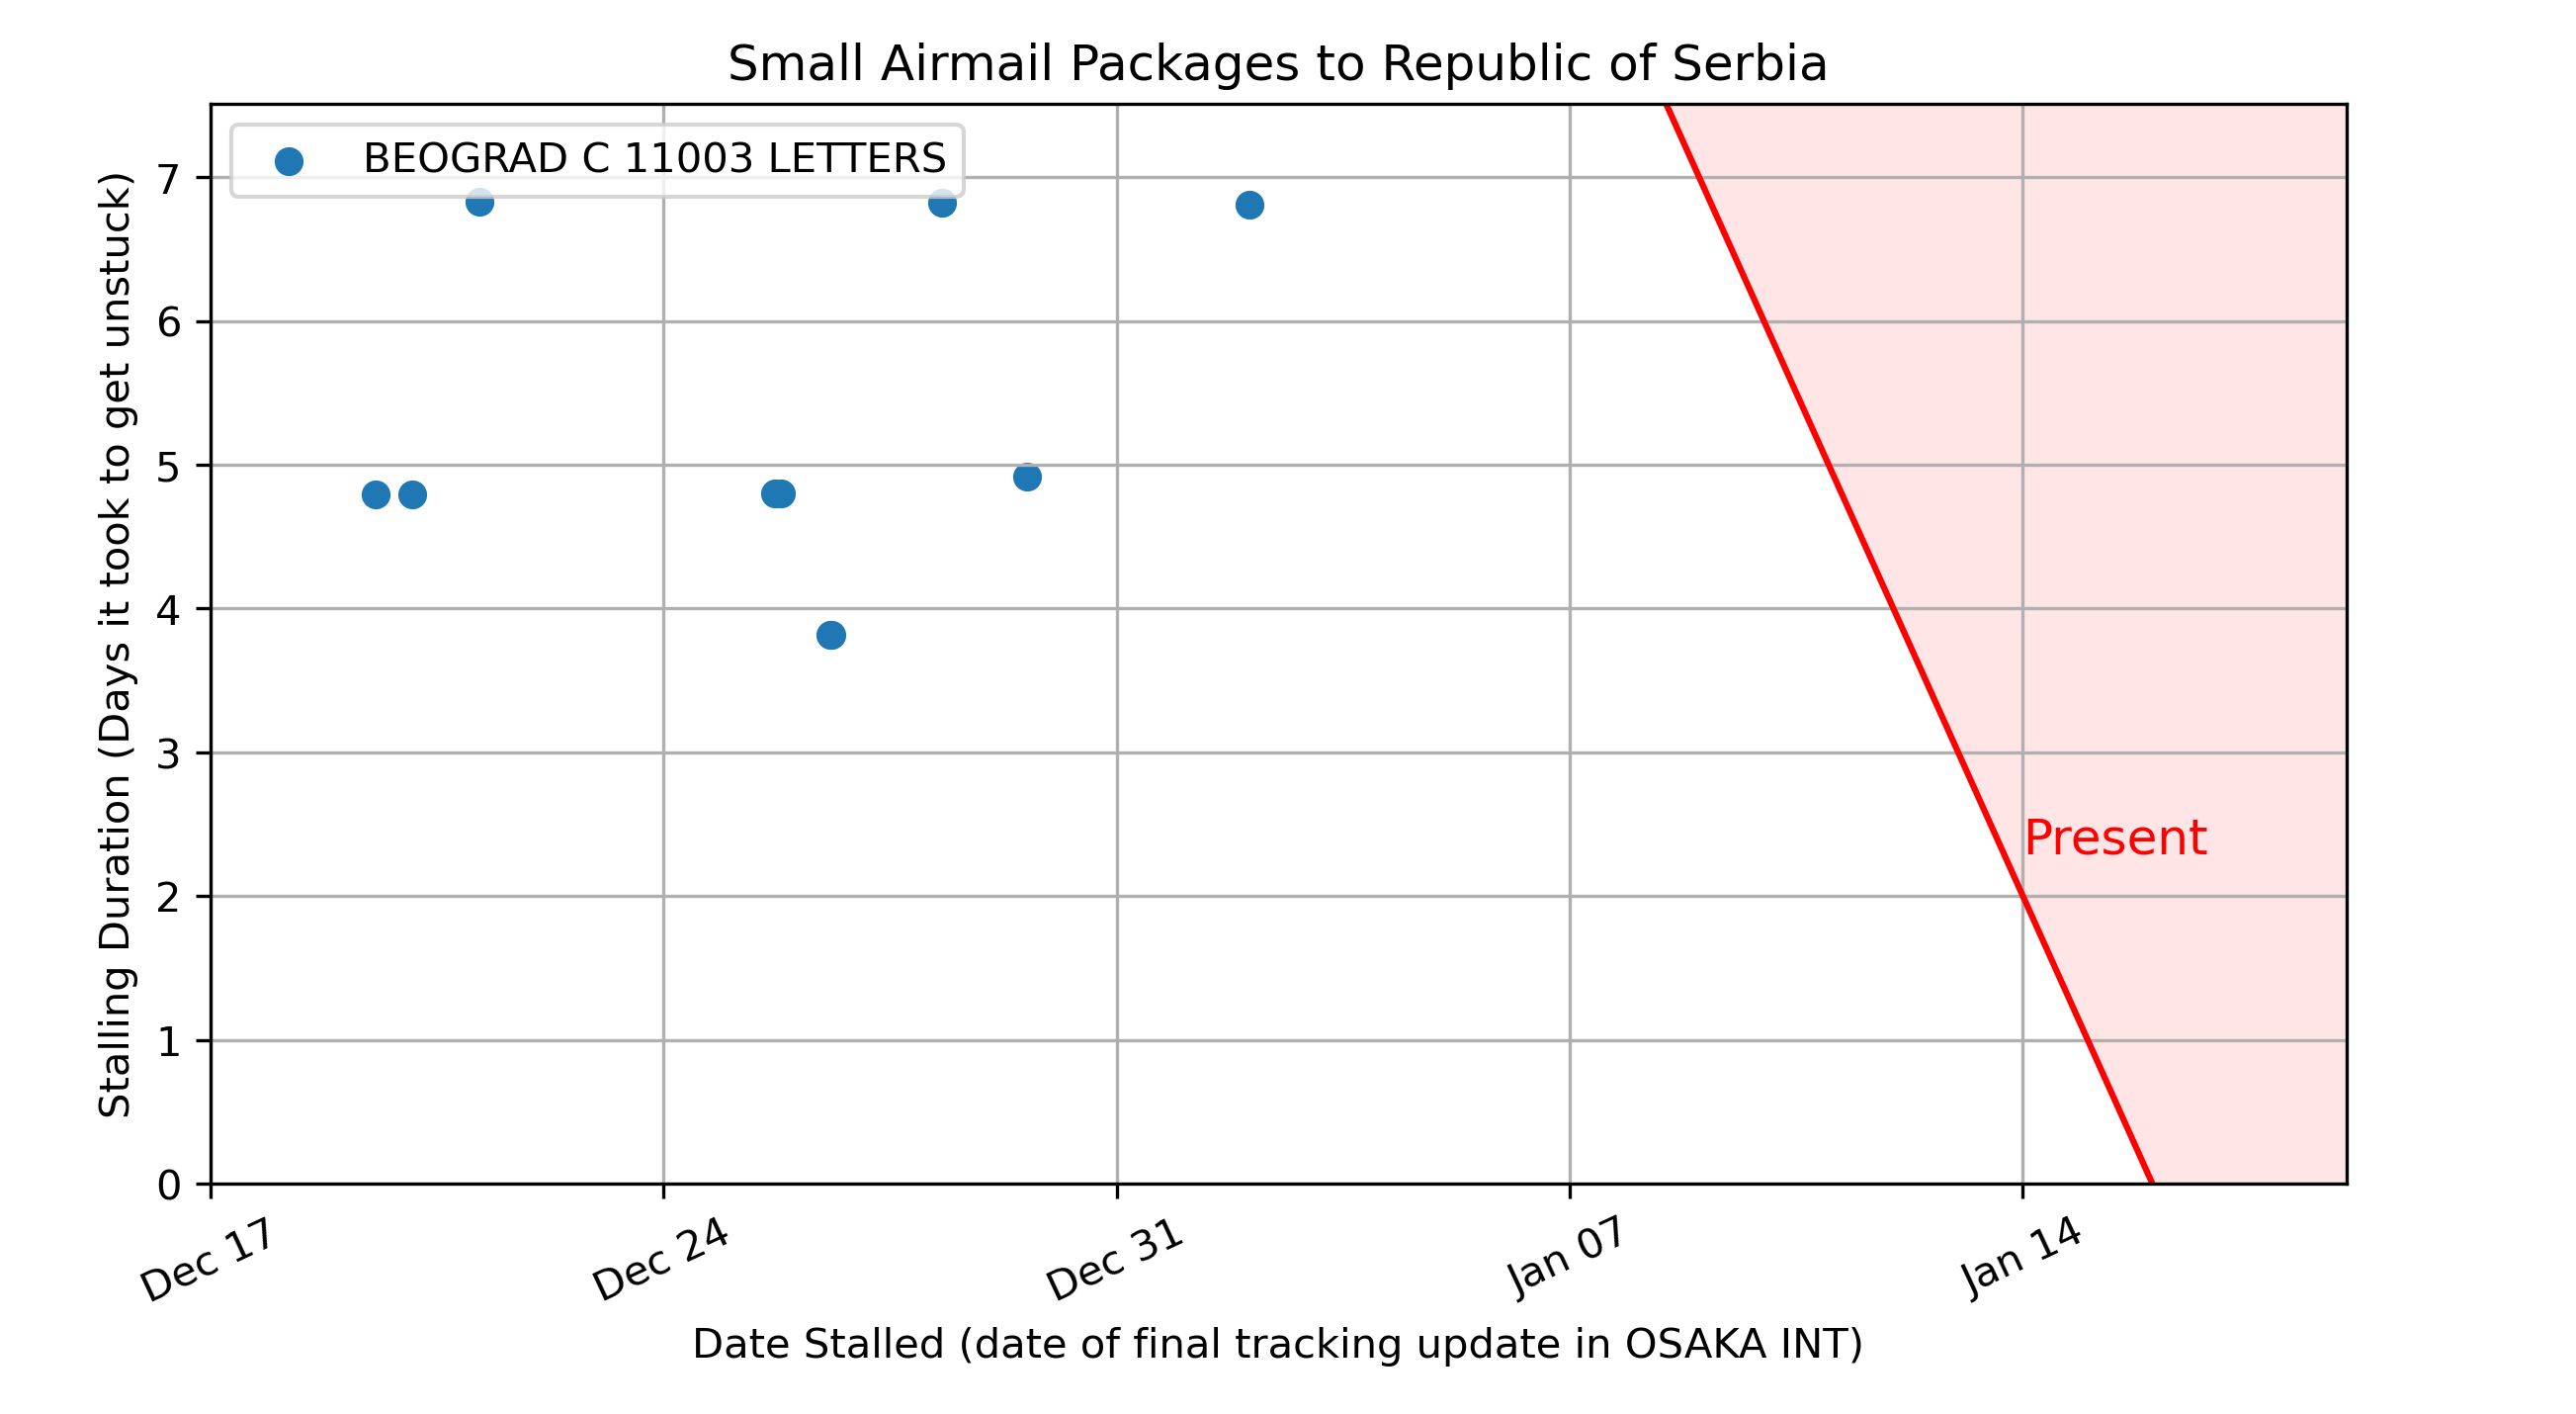 Small Airmail Packages to Republic of Serbia
BEOGRAD C 11003 LETTERS
Stalling Duration (Days it took to get unstuck)
7
6
5
4
3
2
1
0
Present
Dec 17
Dec 24
Dec 31
Jan 07
Jan 14
Date Stalled (date of final tracking update in OSAKA INT)